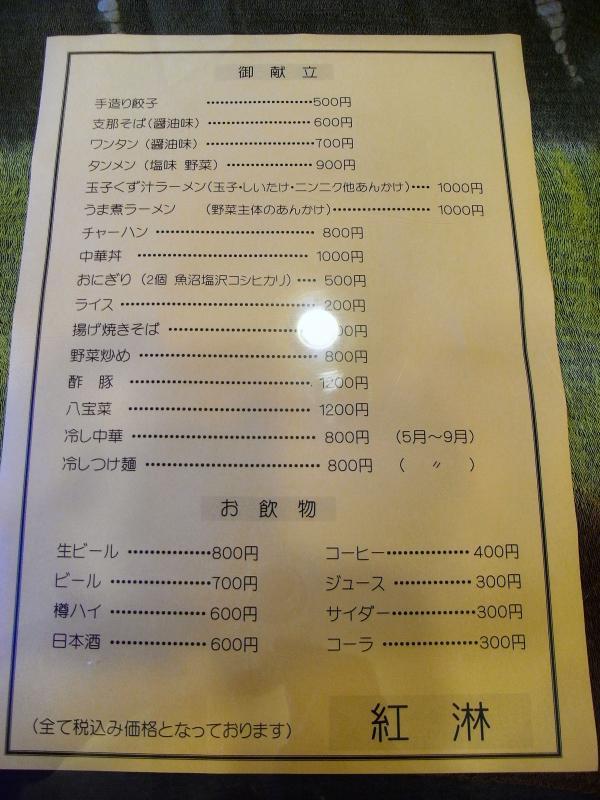 御献立
手造り餃子 ……………………500円
支那そば(醤油味) …………………600円
ワンタン(醤油味) …………………700円
タンメン(塩味 野菜) ………………900円
玉子くず汁ラーメン(玉子・しいたけ・ニンニク他あんかけ)…… 1000円
うま煮ラーメン (野菜主体のあんかけ)………………… 1000円
チャーハン …………………………… 800円
中華丼 ……………………………… 1000円
おにぎり(2個 魚沼塩沢コシヒカリ)…… 500円
ライス ………………………………… 200円
揚げ焼きそば …………………………
野菜炒め ……………………………… 800円
酢豚 ………………………………… 1200円
八宝菜 ……………………………… 1200円
冷し中華 ……………………………… 800円 (5月～9月)
冷しつけ麺 …………………………… 800円 ( 〃 )
お飲物
生ビール ……………800円 コーヒー……………… 400円
ビール ………………700円 ジュース ……………300円
樽ハイ ……………… 600円 サイダー………………300円
日本酒 ……………… 600円 コーラ ………………300円
(全て税込み価格となっております)
紅淋